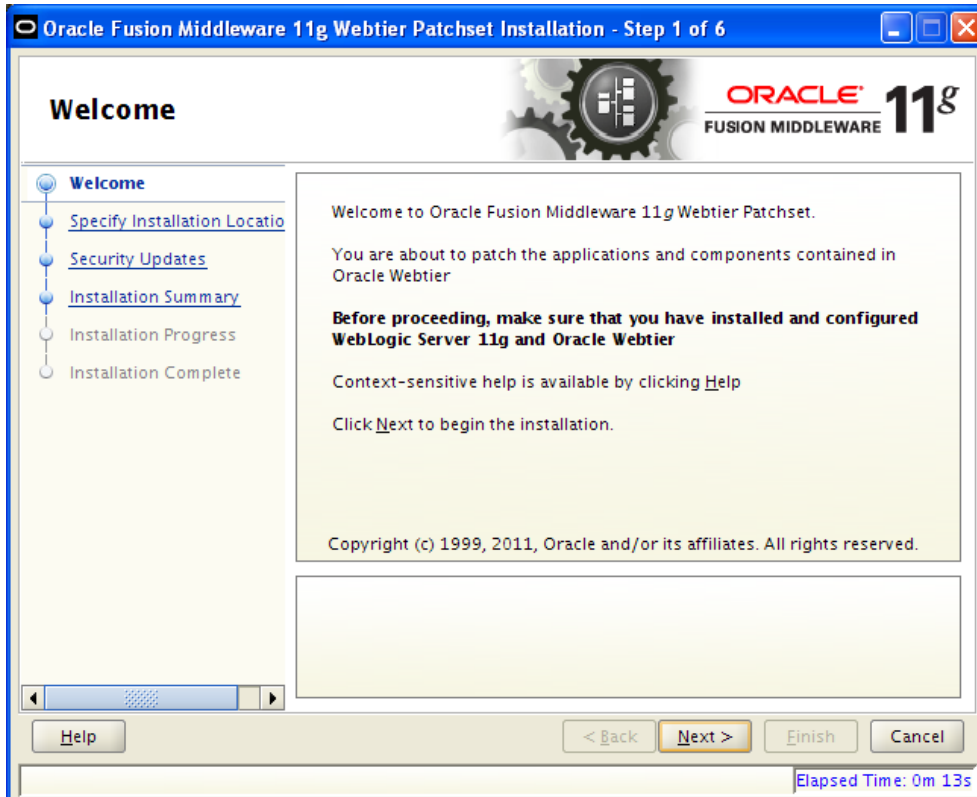 Oracle Fusion Middleware 11g Webtier Patchset Installation - Step 1 of 6
Welcome
ORACLE
FUSION MIDDLEWARE
11g
Welcome
Specify Installation Locatio
Security Updates
Installation Summary
Installation Progress
Installation Complete
Welcome to Oracle Fusion Middleware 11g Webtier Patchset.
You are about to patch the applications and components contained in
Oracle Webtier
Before proceeding, make sure that you have installed and configured
WebLogic Server 11g and Oracle Webtier
Context-sensitive help is available by clicking Help
Click Next to begin the installation.
Copyright (c) 1999, 2011, Oracle and/or its affiliates. All rights reserved.
Help
< Back
Next >
Finish
Cancel
Elapsed Time: 0m 13s